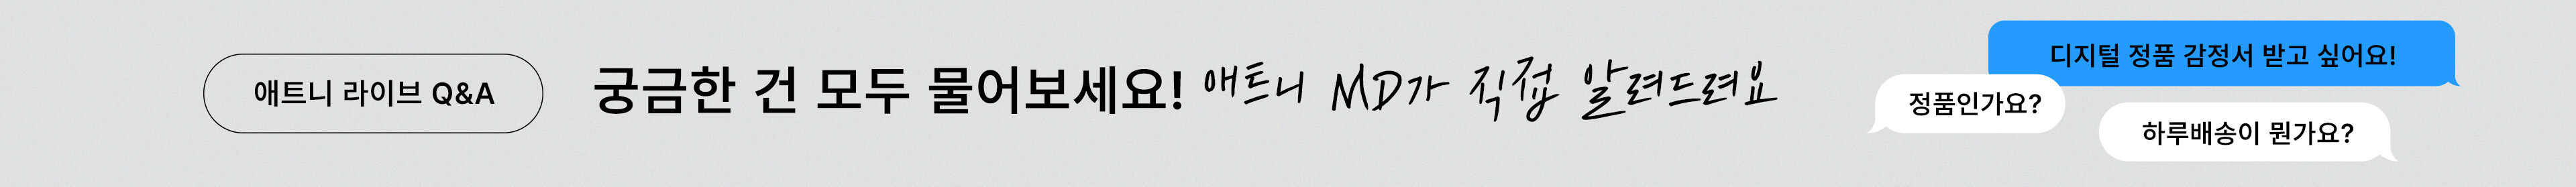 애트니 라이브 Q&A
궁금한 건 모두 물어보세요! 애트니 MD가 직접 알려드려요
디지털 정품 감정서 받고 싶어요!
정품인가요?
하루배송이 뭔가요?